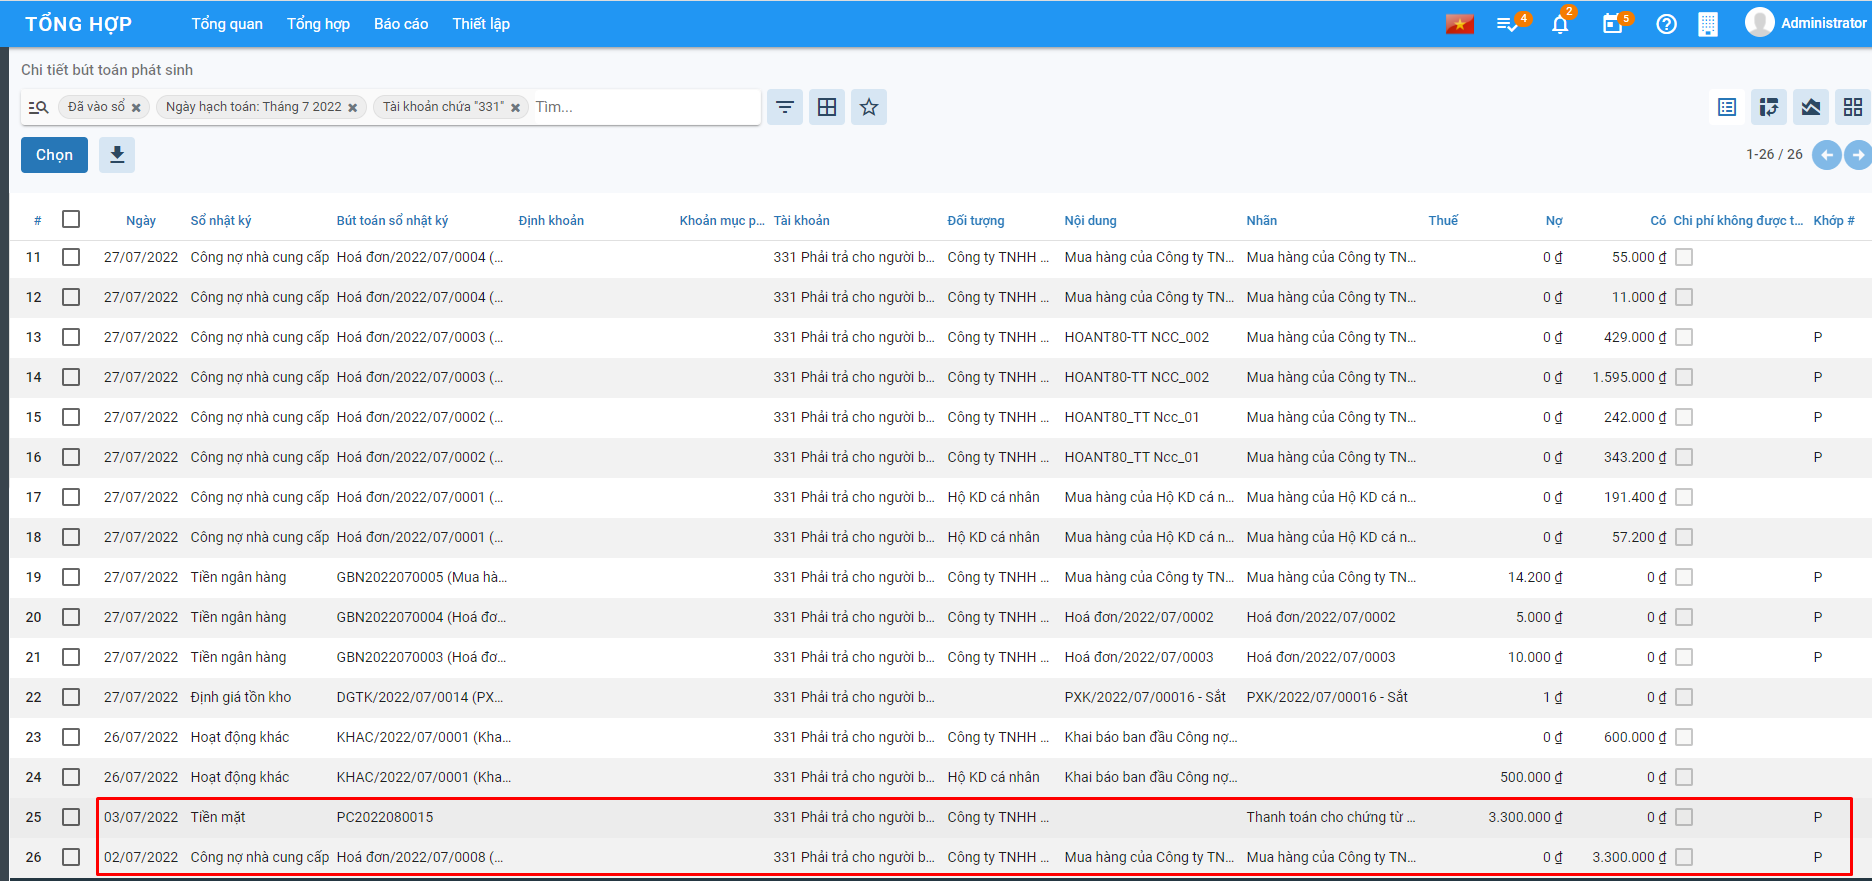 TỔNG HỢP Tổng quan Tổng hợp Báo cáo Thiết lập 4 2 5 Administrator
Chi tiết bút toán phát sinh
Đã vào sổ Ngày hạch toán: Tháng 7 2022 Tài khoản chứa "331" Tìm...
Chọn 1-26 / 26
# Ngày Sổ nhật ký Bút toán sổ nhật ký Định khoản Khoản mục p... Tài khoản Đối tượng Nội dung Nhãn Thuế Nợ Có Chi phí không được t... Khớp #
11 27/07/2022 Công nợ nhà cung cấp Hoá đơn/2022/07/0004 (... 331 Phải trả cho người b... Công ty TNHH ... Mua hàng của Công ty TN... Mua hàng của Công ty TN... 0 ₫ 55.000 ₫
12 27/07/2022 Công nợ nhà cung cấp Hoá đơn/2022/07/0004 (... 331 Phải trả cho người b... Công ty TNHH ... Mua hàng của Công ty TN... Mua hàng của Công ty TN... 0 ₫ 11.000 ₫
13 27/07/2022 Công nợ nhà cung cấp Hoá đơn/2022/07/0003 (... 331 Phải trả cho người b... Công ty TNHH ... HOANT80-TT NCC_002 Mua hàng của Công ty TN... 0 ₫ 429.000 ₫ P
14 27/07/2022 Công nợ nhà cung cấp Hoá đơn/2022/07/0003 (... 331 Phải trả cho người b... Công ty TNHH ... HOANT80-TT NCC_002 Mua hàng của Công ty TN... 0 ₫ 1.595.000 ₫ P
15 27/07/2022 Công nợ nhà cung cấp Hoá đơn/2022/07/0002 (... 331 Phải trả cho người b... Công ty TNHH ... HOANT80_TT Ncc_01 Mua hàng của Công ty TN... 0 ₫ 242.000 ₫ P
16 27/07/2022 Công nợ nhà cung cấp Hoá đơn/2022/07/0002 (... 331 Phải trả cho người b... Công ty TNHH ... HOANT80_TT Ncc_01 Mua hàng của Công ty TN... 0 ₫ 343.200 ₫ P
17 27/07/2022 Công nợ nhà cung cấp Hoá đơn/2022/07/0001 (... 331 Phải trả cho người b... Hộ KD cá nhân Mua hàng của Hộ KD cá n... Mua hàng của Hộ KD cá n... 0 ₫ 191.400 ₫
18 27/07/2022 Công nợ nhà cung cấp Hoá đơn/2022/07/0001 (... 331 Phải trả cho người b... Hộ KD cá nhân Mua hàng của Hộ KD cá n... Mua hàng của Hộ KD cá n... 0 ₫ 57.200 ₫
19 27/07/2022 Tiền ngân hàng GBN2022070005 (Mua hà... 331 Phải trả cho người b... Công ty TNHH ... Mua hàng của Công ty TN... Mua hàng của Công ty TN... 14.200 ₫ 0 ₫ P
20 27/07/2022 Tiền ngân hàng GBN2022070004 (Hoá đơ... 331 Phải trả cho người b... Công ty TNHH ... Hoá đơn/2022/07/0002 Hoá đơn/2022/07/0002 5.000 ₫ 0 ₫ P
21 27/07/2022 Tiền ngân hàng GBN2022070003 (Hoá đơ... 331 Phải trả cho người b... Công ty TNHH ... Hoá đơn/2022/07/0003 Hoá đơn/2022/07/0003 10.000 ₫ 0 ₫ P
22 27/07/2022 Định giá tồn kho DGTK/2022/07/0014 (PX... 331 Phải trả cho người b... PXK/2022/07/00016 - Sắt PXK/2022/07/00016 - Sắt 1 ₫ 0 ₫
23 26/07/2022 Hoạt động khác KHAC/2022/07/0001 (Kha... 331 Phải trả cho người b... Công ty TNHH ... Khai báo ban đầu Công nợ... 0 ₫ 600.000 ₫
24 26/07/2022 Hoạt động khác KHAC/2022/07/0001 (Kha... 331 Phải trả cho người b... Hộ KD cá nhân Khai báo ban đầu Công nợ... 500.000 ₫ 0 ₫
25 03/07/2022 Tiền mặt PC2022080015 331 Phải trả cho người b... Công ty TNHH ... Thanh toán cho chứng từ ... 3.300.000 ₫ 0 ₫ P
26 02/07/2022 Công nợ nhà cung cấp Hoá đơn/2022/07/0008 (... 331 Phải trả cho người b... Công ty TNHH ... Mua hàng của Công ty TN... Mua hàng của Công ty TN... 0 ₫ 3.300.000 ₫ P